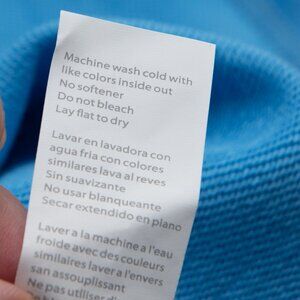 Machine wash cold with
like colors inside out
No softener
Do not bleach
Lay flat to dry
Lavar en lavadora con
agua fria con colores
similares lava al reves
Sin suavizante
No usar blanqueante
Secar extendido en plano
Laver a la machine a l'eau
froide avec des couleurs
similaires laver a l'envers
san assouplissant
Ne pas utiliser